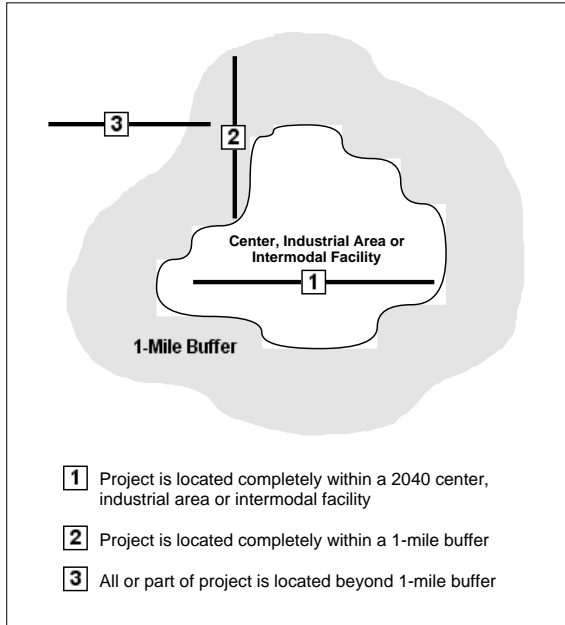 3
2
Center, Industrial Area or
Intermodal Facility
1
1-Mile Buffer
1 Project is located completely within a 2040 center,
industrial area or intermodal facility
2 Project is located completely within a 1-mile buffer
3 All or part of project is located beyond 1-mile buffer